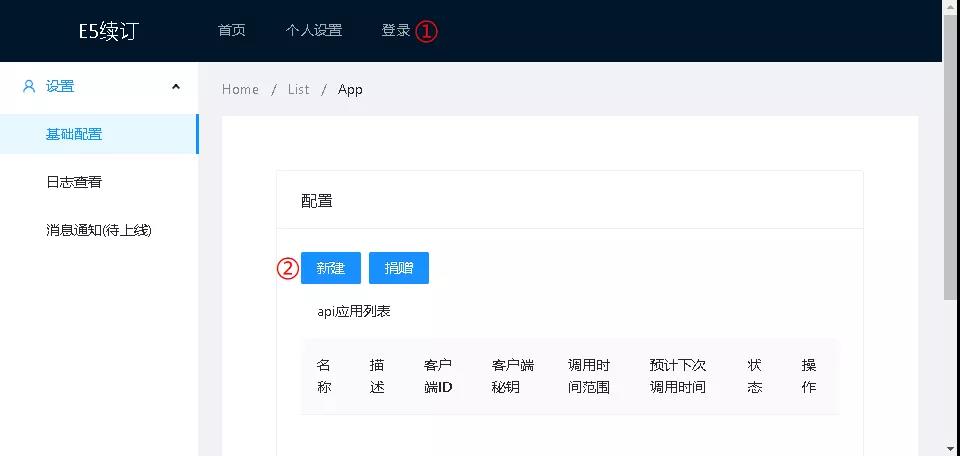 E5续订 首页 个人设置 登录 ①
设置
基础配置
日志查看
消息通知(待上线)
Home / List / App
配置
② 新建 捐赠
api应用列表
名称 描述 客户端ID 客户端秘钥 调用时间范围 预计下次调用时间 状态 操作